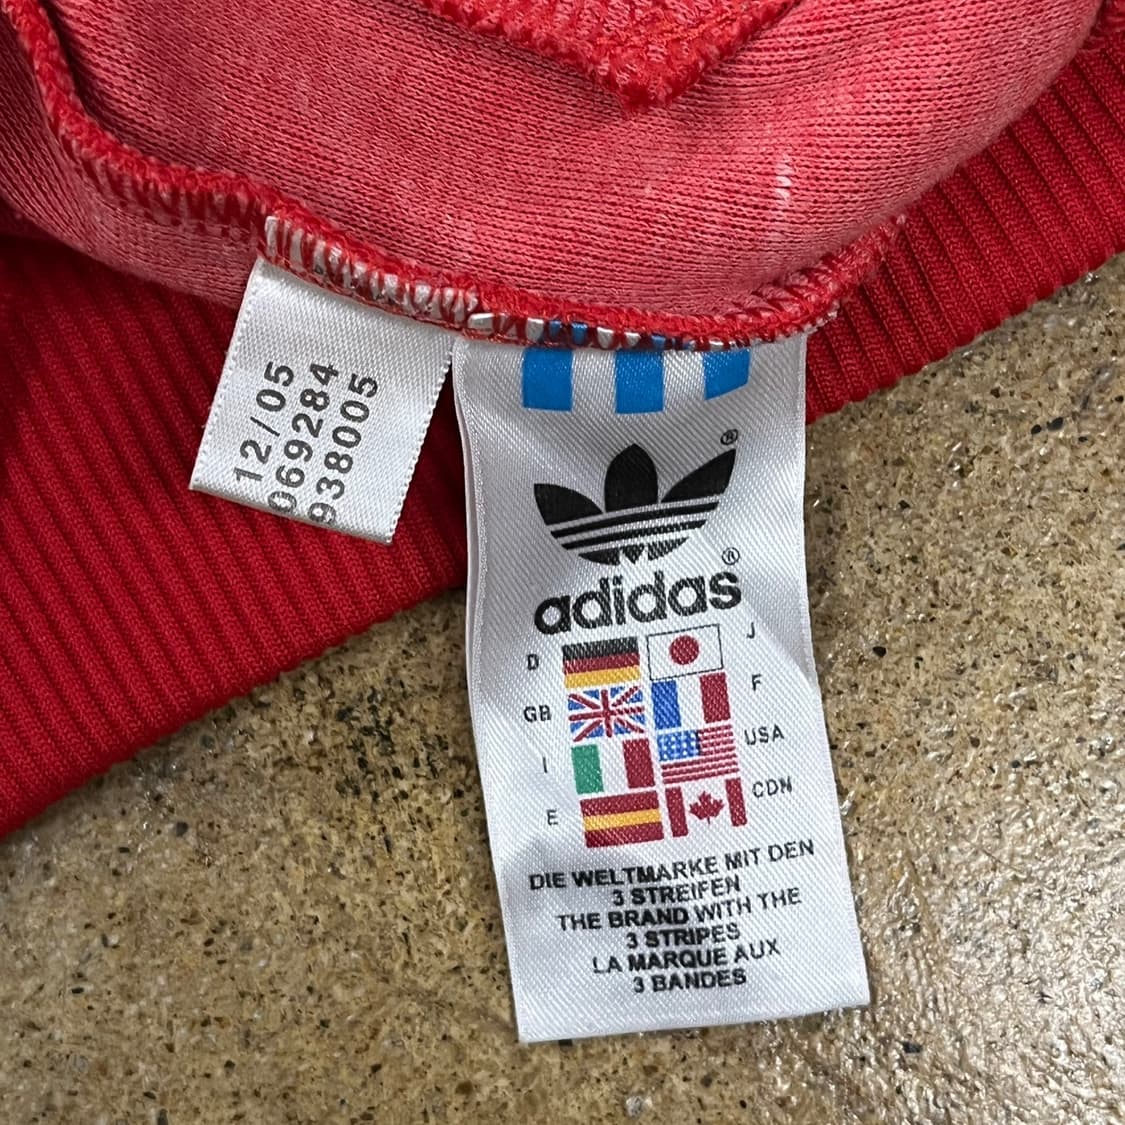 12/05
069284
938005
®
adidas®
D
J
GB
F
I
USA
E
CDN
DIE WELTMARKE MIT DEN
3 STREIFEN
THE BRAND WITH THE
3 STRIPES
LA MARQUE AUX
3 BANDES